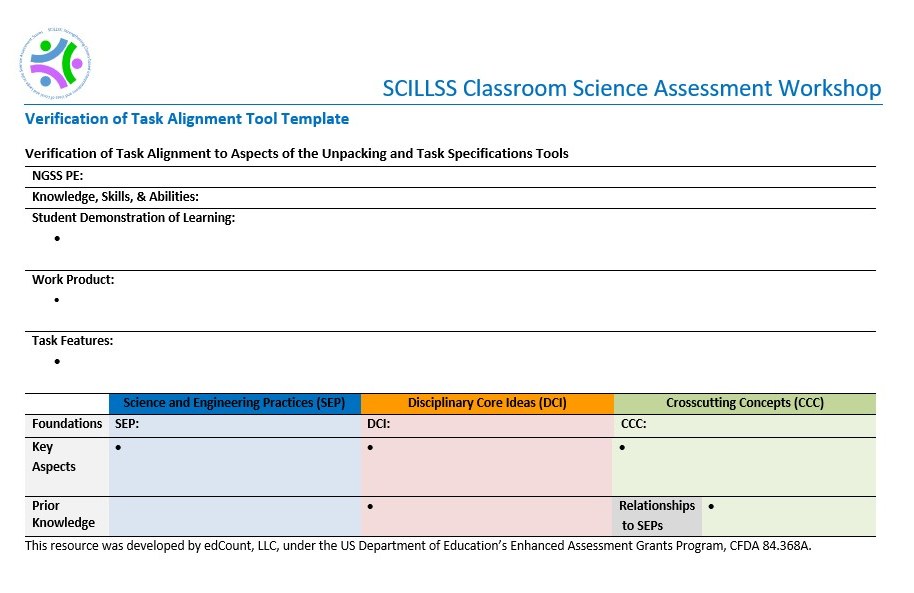 SCILLSS Classroom Science Assessment Workshop
Verification of Task Alignment Tool Template
Verification of Task Alignment to Aspects of the Unpacking and Task Specifications Tools
NGSS PE:
Knowledge, Skills, & Abilities:
Student Demonstration of Learning:
•
Work Product:
•
Task Features:
•
Science and Engineering Practices (SEP) Disciplinary Core Ideas (DCI) Crosscutting Concepts (CCC)
Foundations SEP: DCI: CCC:
Key • • •
Aspects
Prior • Relationships •
Knowledge to SEPs
This resource was developed by edCount, LLC, under the US Department of Education’s Enhanced Assessment Grants Program, CFDA 84.368A.